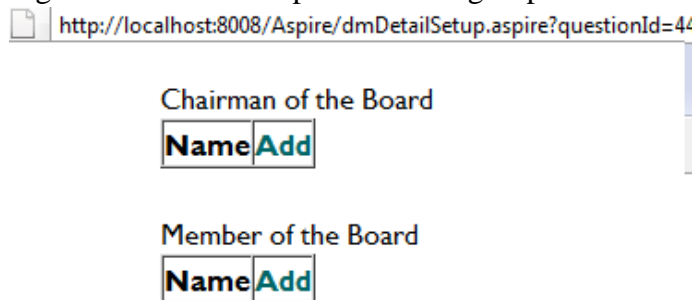 http://localhost:8008/Aspire/dmDetailSetup.aspire?questionId=44
Chairman of the Board
Name Add
Member of the Board
Name Add